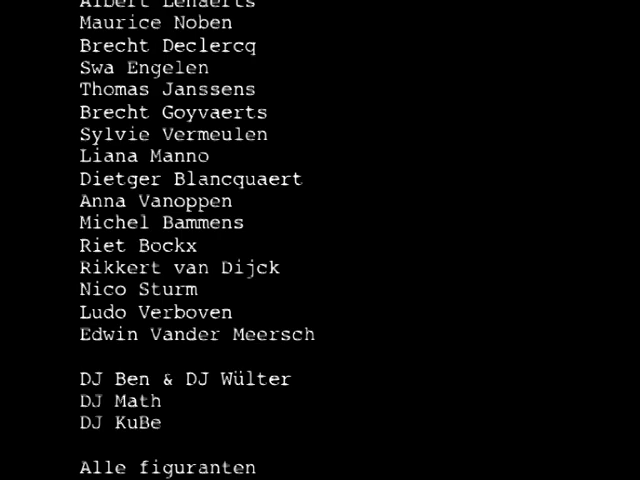 Albert Lenaerts
Maurice Noben
Brecht Declercq
Swa Engelen
Thomas Janssens
Brecht Goyvaerts
Sylvie Vermeulen
Liana Manno
Dietger Blancquaert
Anna Vanoppen
Michel Bammens
Riet Bockx
Rikkert van Dijck
Nico Sturm
Ludo Verboven
Edwin Vander Meersch
DJ Ben & DJ Wülter
DJ Math
DJ KuBe
Alle figuranten